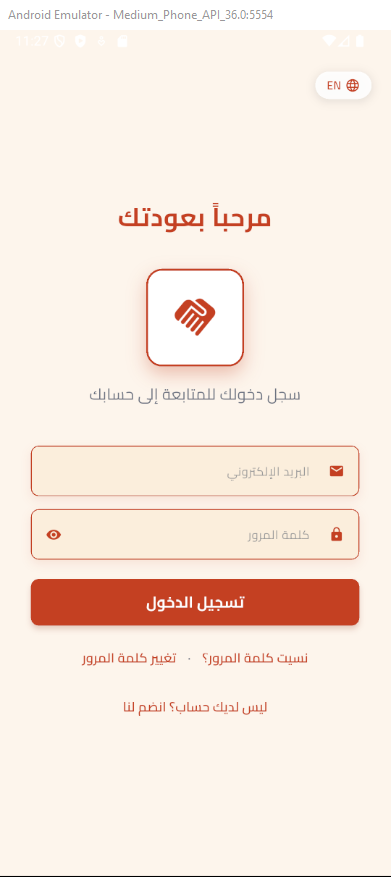 Android Emulator - Medium_Phone_API_36.0:5554
11:27
EN
مرحباً بعودتك
سجل دخولك للمتابعة إلى حسابك
البريد الإلكتروني
كلمة المرور
تسجيل الدخول
نسيت كلمة المرور؟ · تغيير كلمة المرور
ليس لديك حساب؟ انضم لنا